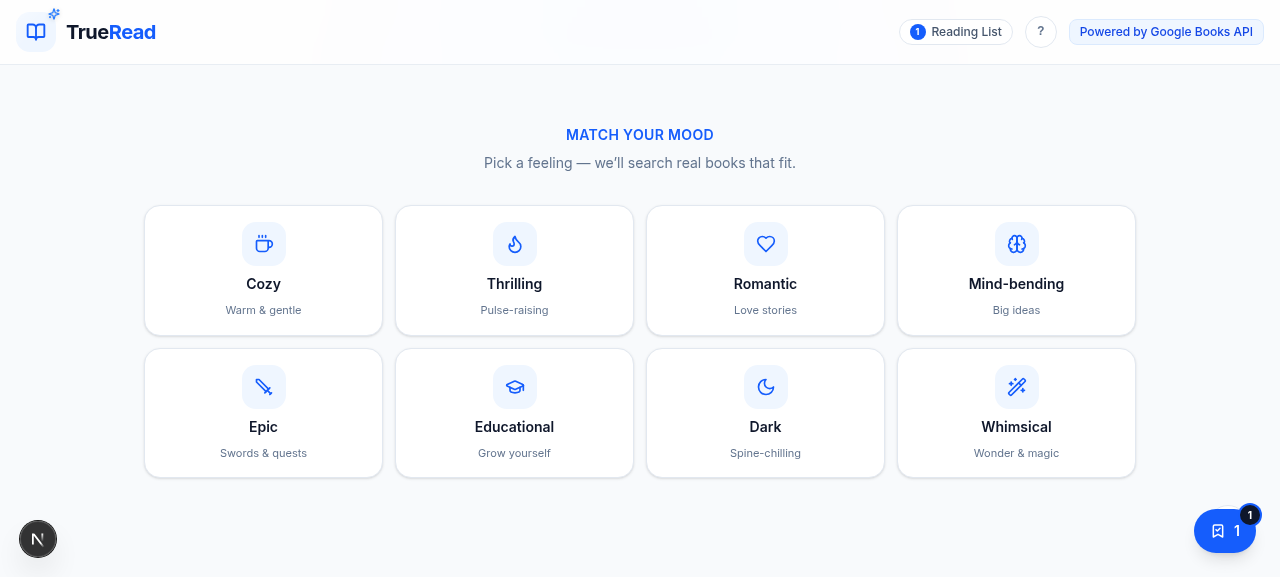 TrueRead
1 Reading List
?
Powered by Google Books API
MATCH YOUR MOOD
Pick a feeling — we’ll search real books that fit.
Cozy
Warm & gentle
Thrilling
Pulse-raising
Romantic
Love stories
Mind-bending
Big ideas
Epic
Swords & quests
Educational
Grow yourself
Dark
Spine-chilling
Whimsical
Wonder & magic
N
1
1